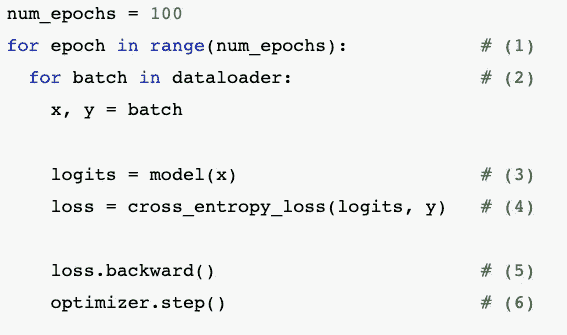 num_epochs = 100
for epoch in range(num_epochs):             # (1)
  for batch in dataloader:                  # (2)
    x, y = batch

    logits = model(x)                       # (3)
    loss = cross_entropy_loss(logits, y)    # (4)

    loss.backward()                         # (5)
    optimizer.step()                        # (6)